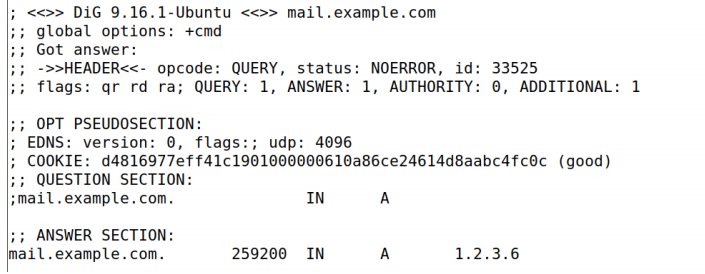 ; <<>> DiG 9.16.1-Ubuntu <<>> mail.example.com
;; global options: +cmd
;; Got answer:
;; ->>HEADER<<- opcode: QUERY, status: NOERROR, id: 33525
;; flags: qr rd ra; QUERY: 1, ANSWER: 1, AUTHORITY: 0, ADDITIONAL: 1
;; OPT PSEUDOSECTION:
; EDNS: version: 0, flags:; udp: 4096
; COOKIE: d4816977eff41c1901000000610a86ce24614d8aabc4fc0c (good)
;; QUESTION SECTION:
;mail.example.com. IN A
;; ANSWER SECTION:
mail.example.com. 259200 IN A 1.2.3.6